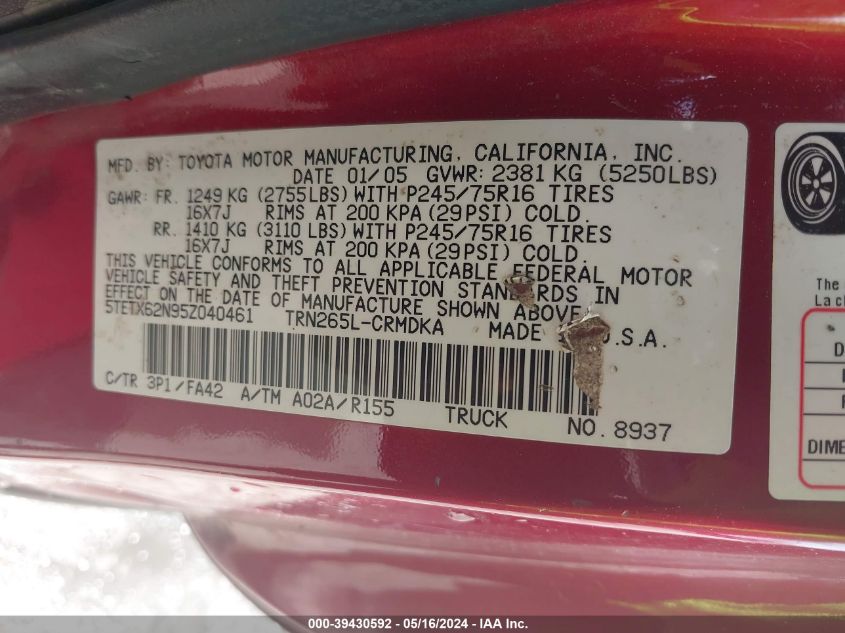 MFD. BY: TOYOTA MOTOR MANUFACTURING, CALIFORNIA, INC.
DATE 01/05 GVWR: 2381 KG (5250LBS)
GAWR: FR. 1249 KG (2755LBS) WITH P245/75R16 TIRES
16X7J RIMS AT 200 KPA (29PSI) COLD.
RR. 1410 KG (3110 LBS) WITH P245/75R16 TIRES
16X7J RIMS AT 200 KPA (29PSI) COLD.
THIS VEHICLE CONFORMS TO ALL APPLICABLE FEDERAL MOTOR
VEHICLE SAFETY AND THEFT PREVENTION STANDARDS IN
EFFECT ON THE DATE OF MANUFACTURE SHOWN ABOVE.
5TETX62N95Z040461 TRN265L-CRMDKA MADE U.S.A.
C/TR 3P1/FA42 A/TM A02A/R155 TRUCK NO. 8937
The
La c
DIME
000-39430592 - 05/16/2024 - IAA Inc.